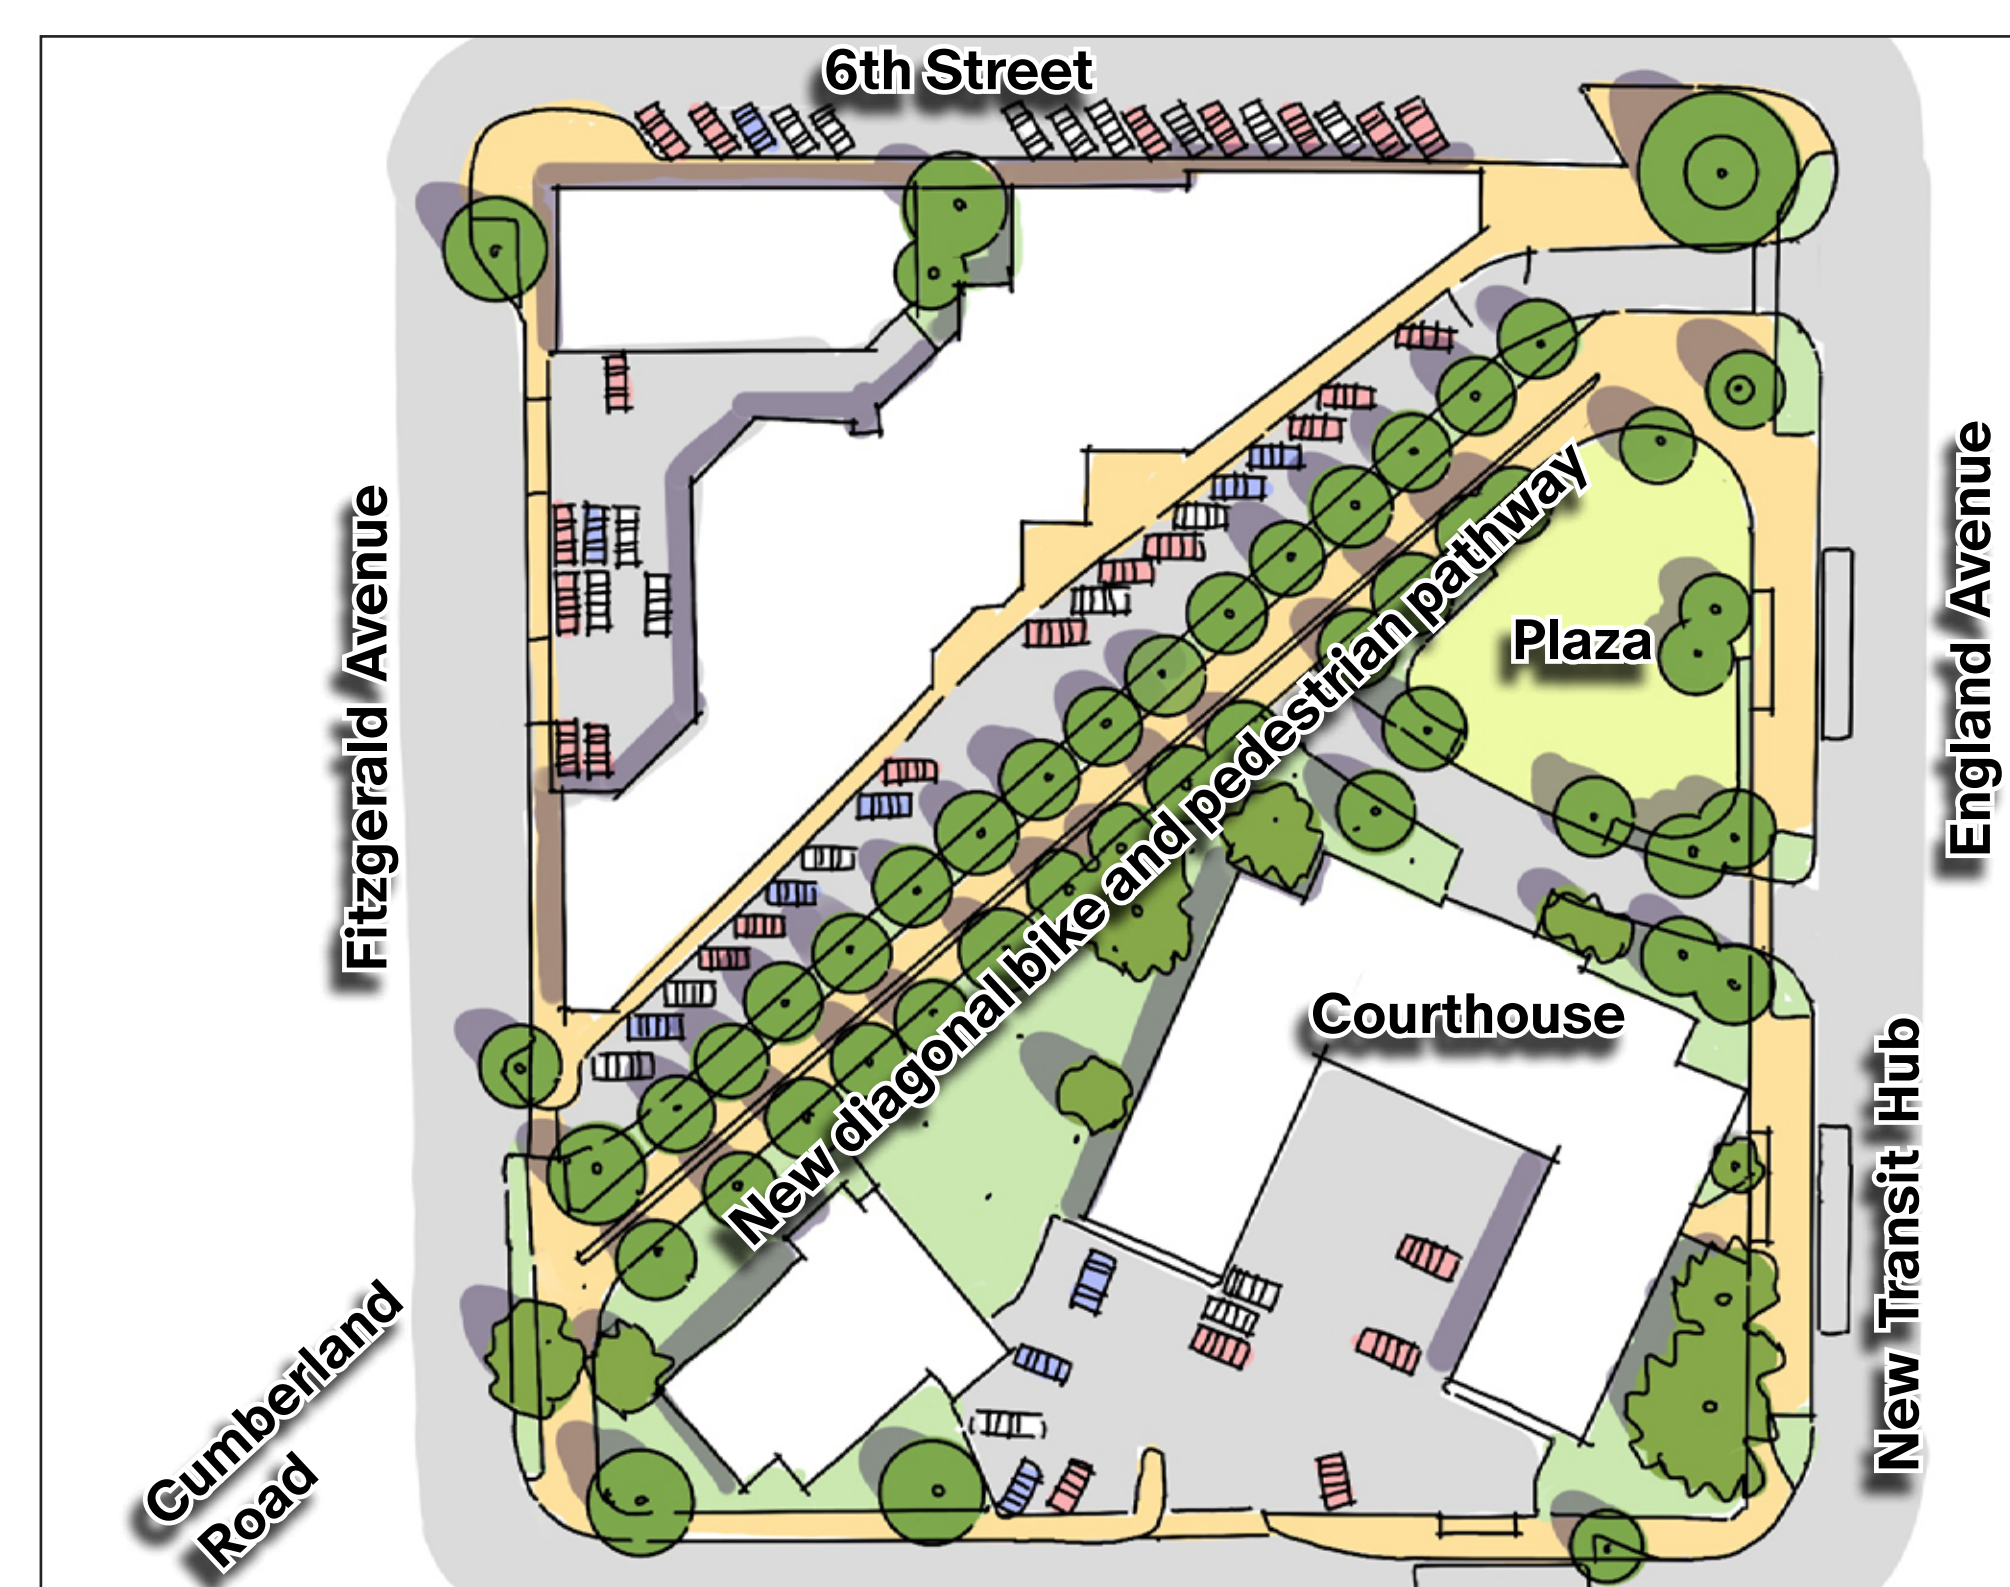 6th Street
Fitzgerald Avenue
England Avenue
New diagonal bike and pedestrian pathway
Plaza
Courthouse
New Transit Hub
Cumberland
Road